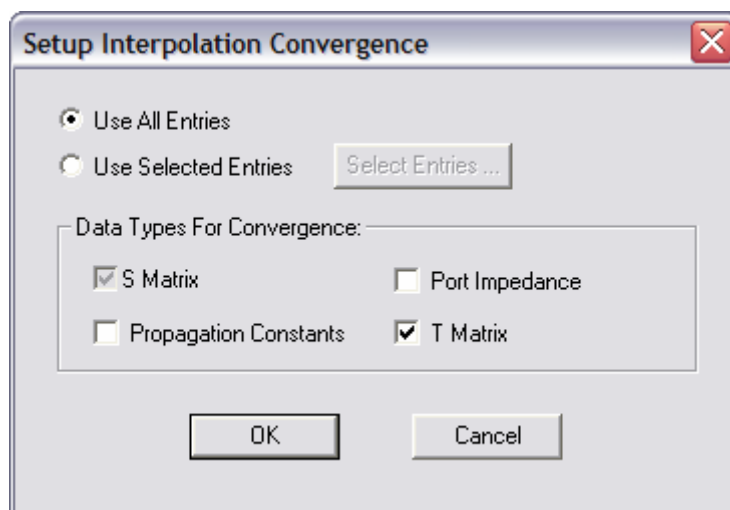 Setup Interpolation Convergence
Use All Entries
Use Selected Entries Select Entries ...
Data Types For Convergence:
S Matrix Port Impedance
Propagation Constants T Matrix
OK Cancel